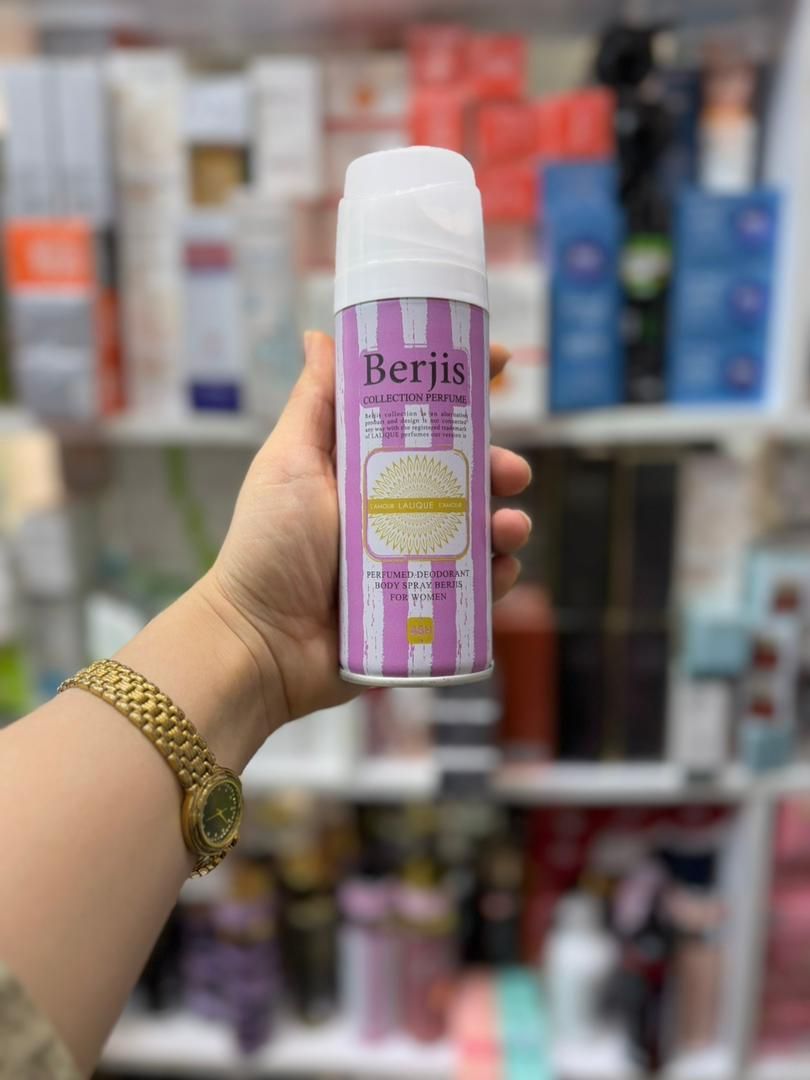 Berjis
COLLECTION PERFUME
Berjis collection is an alternative
product and design is not connected
any way with the registered trademark
of LALIQUE perfumes our version is
L'AMOUR LALIQUE L'AMOUR
PERFUMED-DEODORANT
BODY SPRAY BERJIS
FOR WOMEN
48H